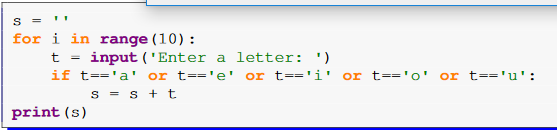 s = ''
for i in range(10):
    t = input('Enter a letter: ')
    if t=='a' or t=='e' or t=='i' or t=='o' or t=='u':
        s = s + t
print(s)